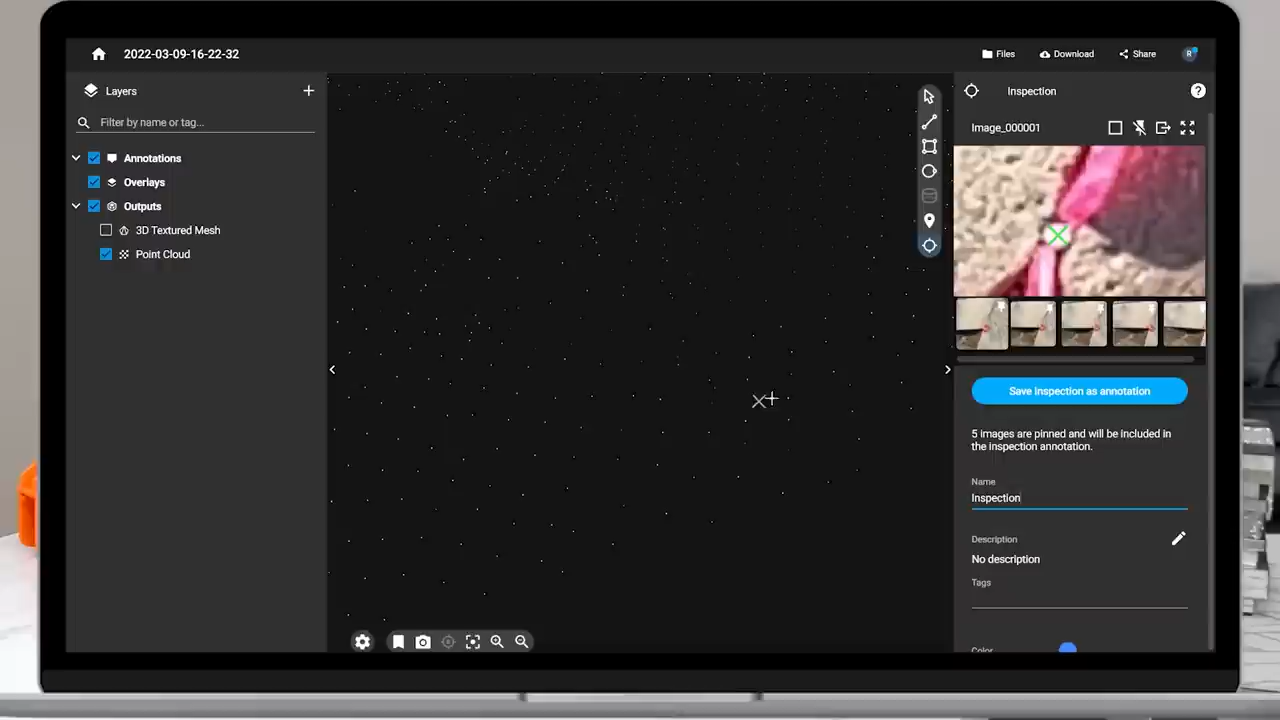 2022-03-09-16-22-32
Files
Download
Share
R
Layers
+
Filter by name or tag...
Annotations
Overlays
Outputs
3D Textured Mesh
Point Cloud
Inspection
?
Image_000001
Save inspection as annotation
5 images are pinned and will be included in
the inspection annotation.
Name
Inspection
Description
No description
Tags
Color